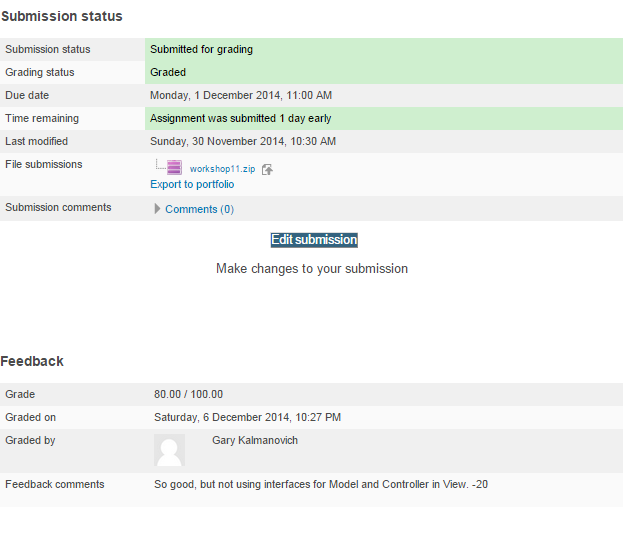 Submission status
Submission status Submitted for grading
Grading status Graded
Due date Monday, 1 December 2014, 11:00 AM
Time remaining Assignment was submitted 1 day early
Last modified Sunday, 30 November 2014, 10:30 AM
File submissions workshop11.zip
Export to portfolio
Submission comments Comments (0)
Edit submission
Make changes to your submission
Feedback
Grade 80.00 / 100.00
Graded on Saturday, 6 December 2014, 10:27 PM
Graded by Gary Kalmanovich
Feedback comments So good, but not using interfaces for Model and Controller in View. -20